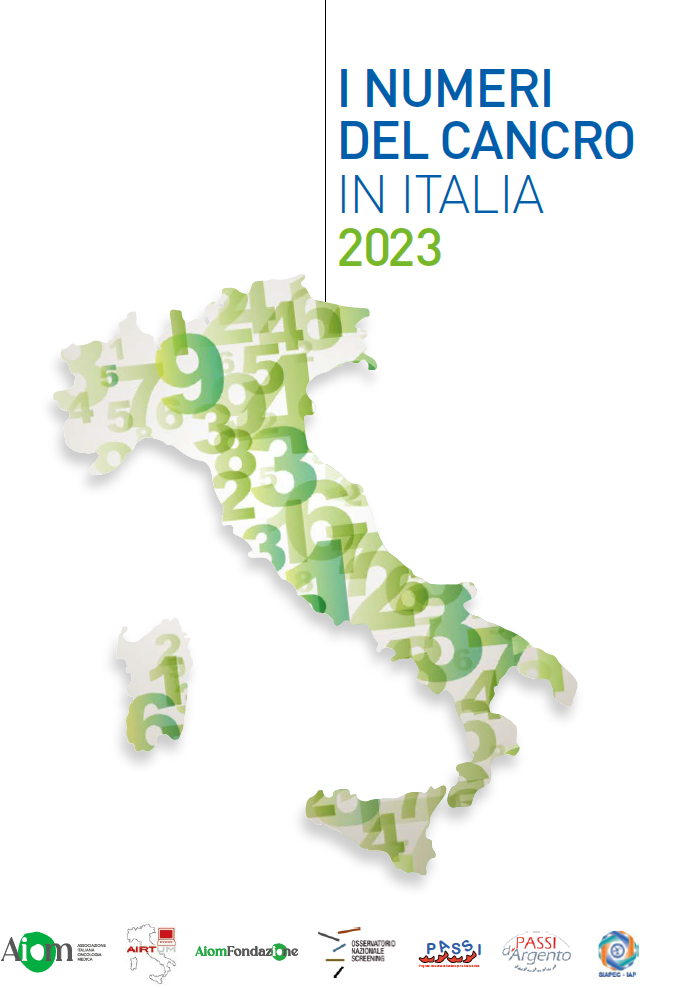 I NUMERI
DEL CANCRO
IN ITALIA
2023
Aiom
ASSOCIAZIONE
ITALIANA
ONCOLOGIA
MEDICA
AIRTUM
AiomFondazione
OSSERVATORIO
NAZIONALE
SCREENING
PASSI
PASSI
d'Argento
SIAPEC - IAP